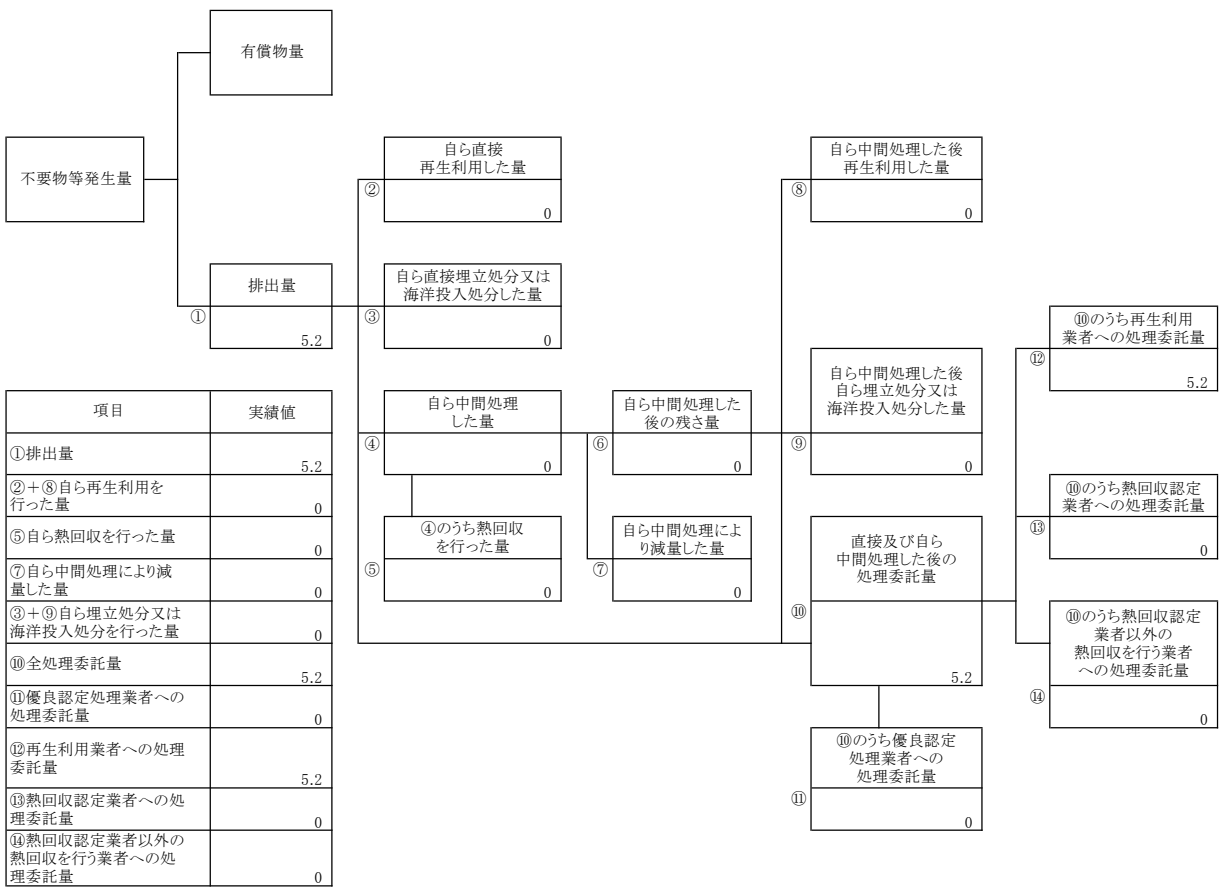 有償物量
不要物等発生量
自ら直接
再生利用した量
②
0
自ら中間処理した後
再生利用した量
⑧
0
排出量
①
5.2
自ら直接埋立処分又は
海洋投入処分した量
③
0
⑩のうち再生利用
業者への処理委託量
⑫
5.2
自ら中間処理
した量
④
0
自ら中間処理した
後の残さ量
⑥
0
自ら中間処理した後
自ら埋立処分又は
海洋投入処分した量
⑨
0
⑩のうち熱回収認定
業者への処理委託量
⑬
0
④のうち熱回収
を行った量
⑤
0
自ら中間処理によ
り減量した量
⑦
0
直接及び自ら
中間処理した後の
処理委託量
⑩
5.2
⑩のうち熱回収認定
業者以外の
熱回収を行う業者
への処理委託量
⑭
0
⑩のうち優良認定
処理業者への
処理委託量
⑪
0
項目 実績値
①排出量
5.2
②+⑧自ら再生利用を
行った量 0
⑤自ら熱回収を行った量
0
⑦自ら中間処理により減
量した量 0
③+⑨自ら埋立処分又は
海洋投入処分を行った量 0
⑩全処理委託量
5.2
⑪優良認定処理業者への
処理委託量 0
⑫再生利用業者への処理
委託量 5.2
⑬熱回収認定業者への処
理委託量 0
⑭熱回収認定業者以外の
熱回収を行う業者への処
理委託量 0